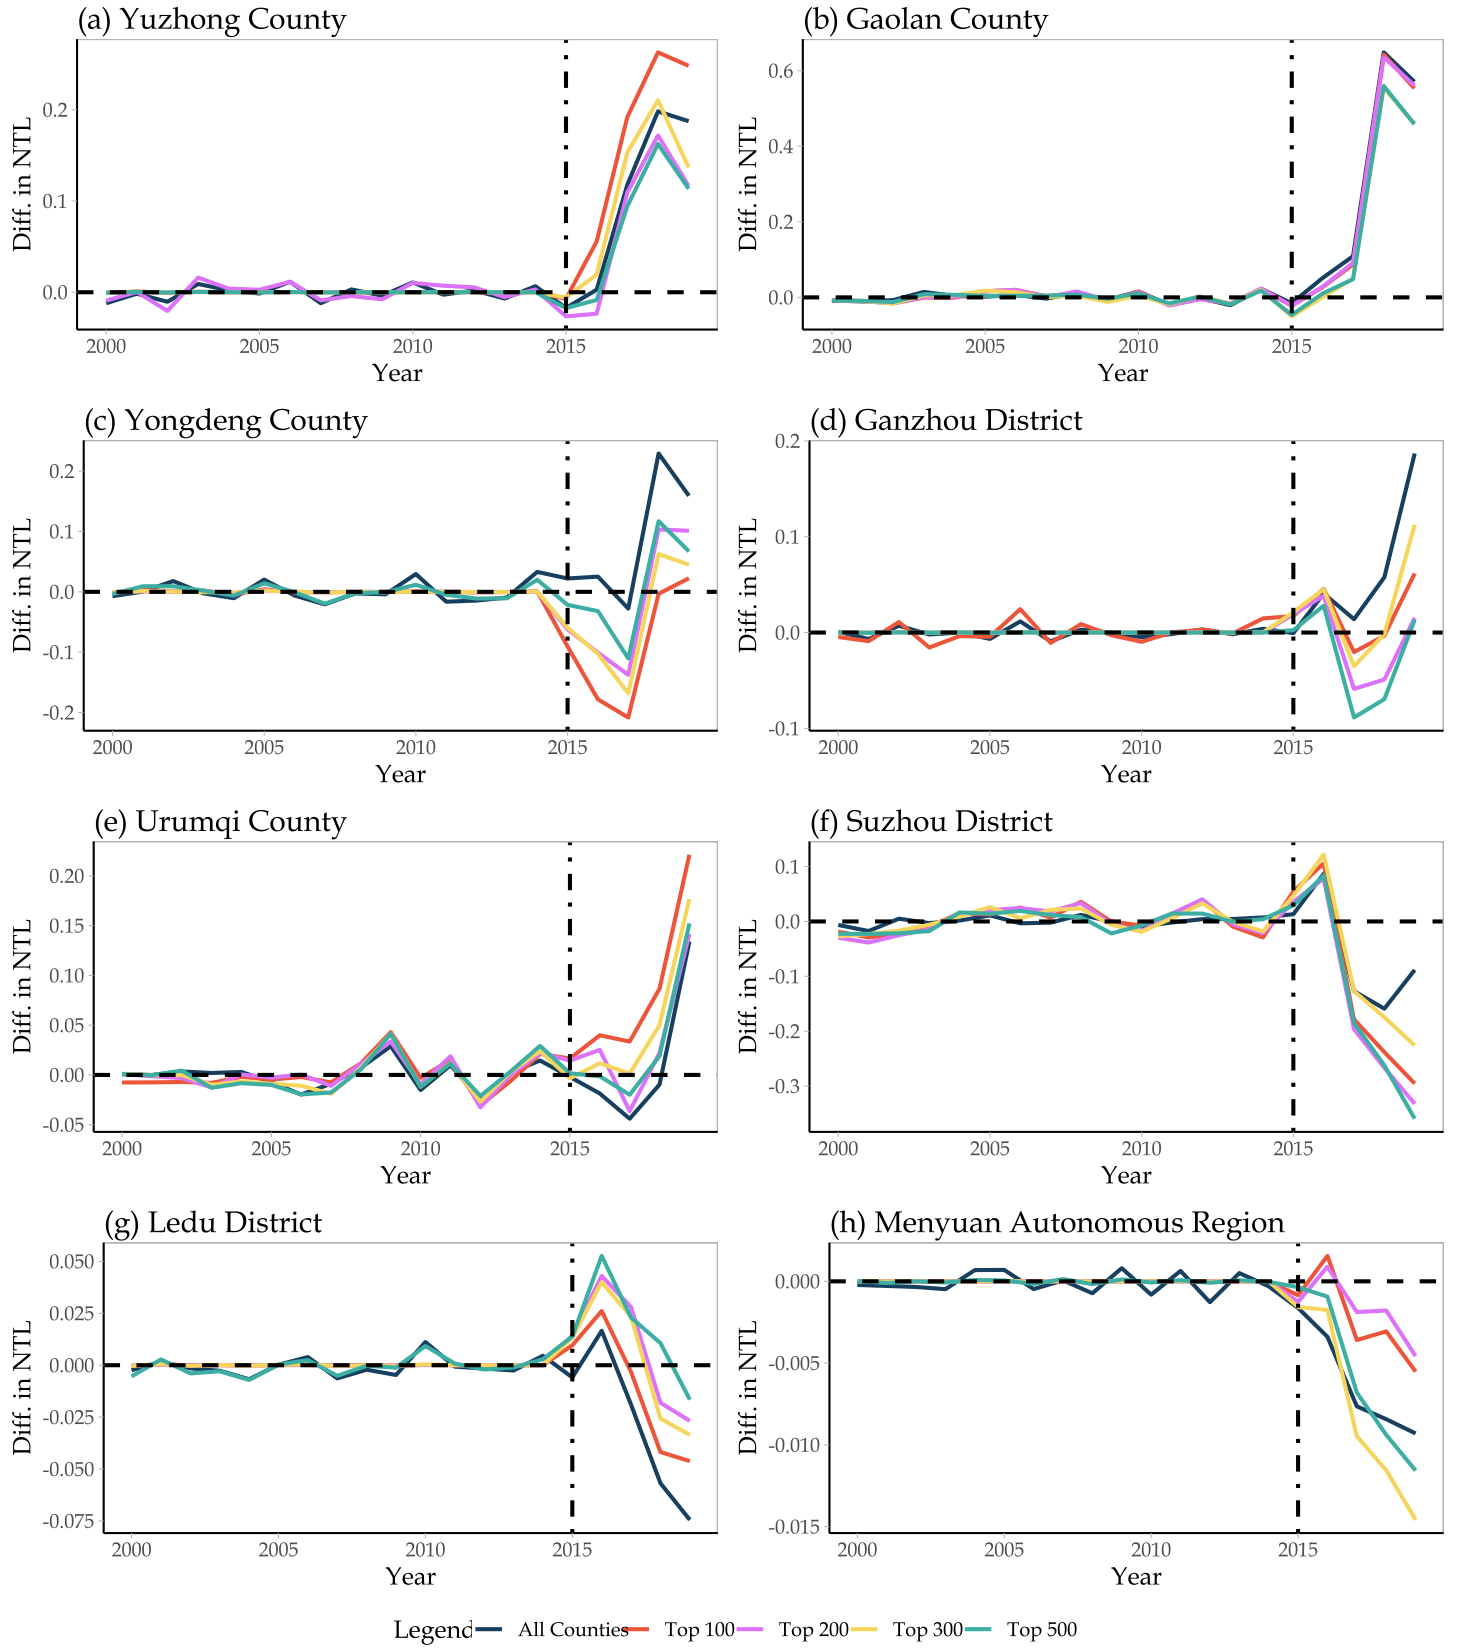 (a) Yuzhong County
Diff. in NTL
0.2
0.1
0.0
2000 2005 2010 2015
Year
(b) Gaolan County
Diff. in NTL
0.6
0.4
0.2
0.0
2000 2005 2010 2015
Year
(c) Yongdeng County
Diff. in NTL
0.2
0.1
0.0
-0.1
-0.2
2000 2005 2010 2015
Year
(d) Ganzhou District
Diff. in NTL
0.2
0.1
0.0
-0.1
2000 2005 2010 2015
Year
(e) Urumqi County
Diff. in NTL
0.20
0.15
0.10
0.05
0.00
-0.05
2000 2005 2010 2015
Year
(f) Suzhou District
Diff. in NTL
0.1
0.0
-0.1
-0.2
-0.3
2000 2005 2010 2015
Year
(g) Ledu District
Diff. in NTL
0.050
0.025
0.000
-0.025
-0.050
-0.075
2000 2005 2010 2015
Year
(h) Menyuan Autonomous Region
Diff. in NTL
0.000
-0.005
-0.010
-0.015
2000 2005 2010 2015
Year
Legend All Counties Top 100 Top 200 Top 300 Top 500